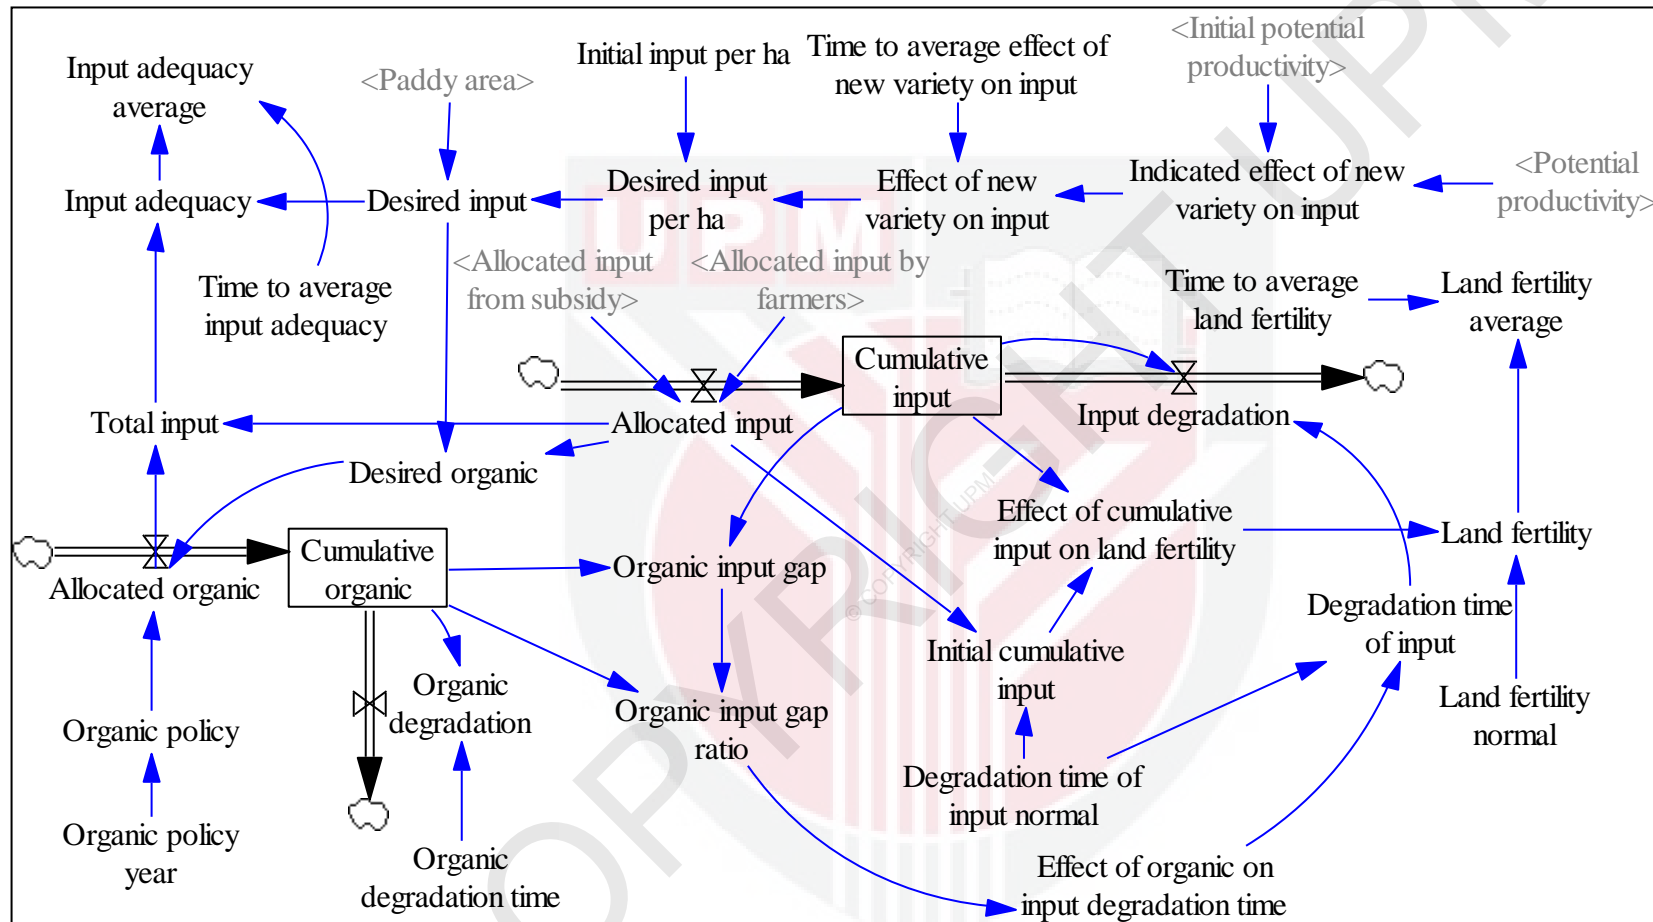 Input adequacy
average
<Paddy area>
Initial input per ha
Time to average effect of
new variety on input
<Initial potential
productivity>
Input adequacy
Desired input
Desired input
per ha
Effect of new
variety on input
Indicated effect of new
variety on input
<Potential
productivity>
UPM
Time to average
input adequacy
<Allocated input
from subsidy>
<Allocated input by
farmers>
Time to average
land fertility
Land fertility
average
Cumulative
input
Total input
Allocated input
Input degradation
Desired organic
Effect of cumulative
input on land fertility
Land fertility
Allocated organic
Cumulative
organic
Organic input gap
Degradation time
of input
Initial cumulative
input
Organic
degradation
Organic input gap
ratio
Land fertility
normal
Organic policy
Degradation time of
input normal
Organic policy
year
Organic
degradation time
Effect of organic on
input degradation time
© COPYRIGHT UPM
COPYRIGHT UPM